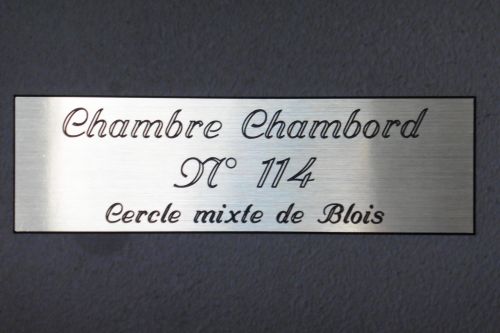 Chambre Chambord
N° 114
Cercle mixte de Blois